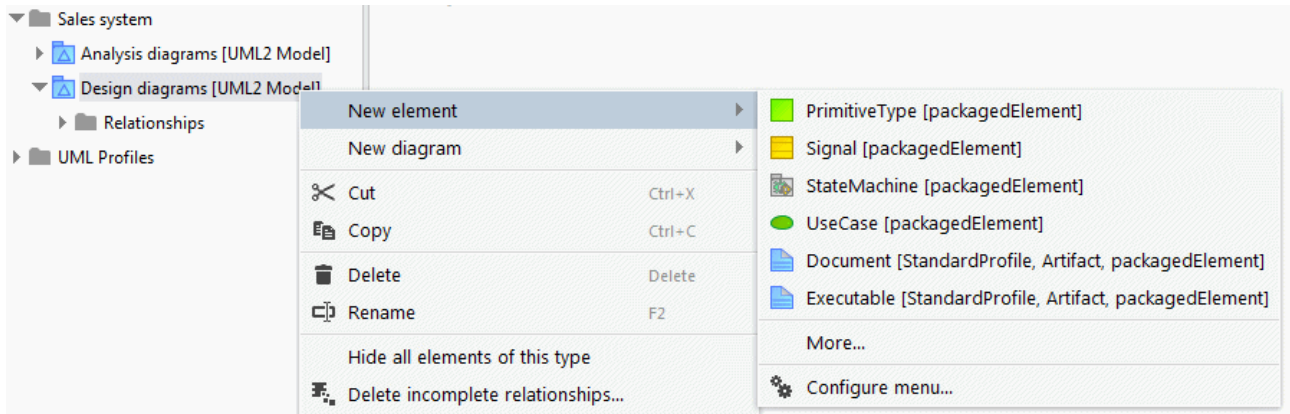 Sales system
Analysis diagrams [UML2 Model]
Design diagrams [UML2 Model]
Relationships
UML Profiles
New element
New diagram
Cut Ctrl+X
Copy Ctrl+C
Delete Delete
Rename F2
Hide all elements of this type
Delete incomplete relationships...
PrimitiveType [packagedElement]
Signal [packagedElement]
StateMachine [packagedElement]
UseCase [packagedElement]
Document [StandardProfile, Artifact, packagedElement]
Executable [StandardProfile, Artifact, packagedElement]
More...
Configure menu...